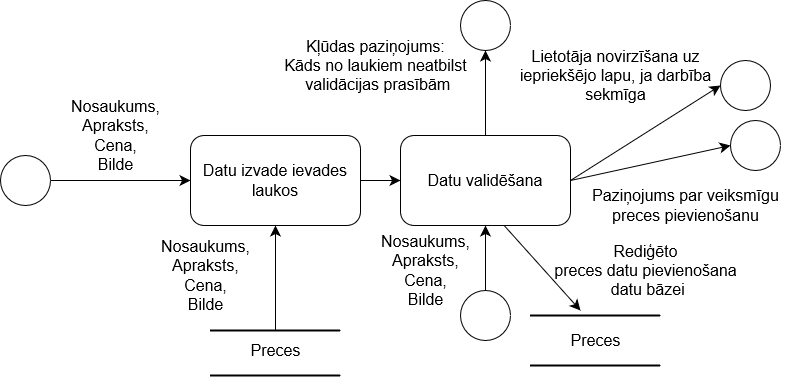 Kļūdas paziņojums:
Kāds no laukiem neatbilst
validācijas prasībām
Lietotāja novirzīšana uz
iepriekšējo lapu, ja darbība
sekmīga
Nosaukums,
Apraksts,
Cena,
Bilde
Datu izvade ievades
laukos
Datu validēšana
Paziņojums par veiksmīgu
preces pievienošanu
Nosaukums,
Apraksts,
Cena,
Bilde
Nosaukums,
Apraksts,
Cena,
Bilde
Rediģēto
preces datu pievienošana
datu bāzei
Preces
Preces